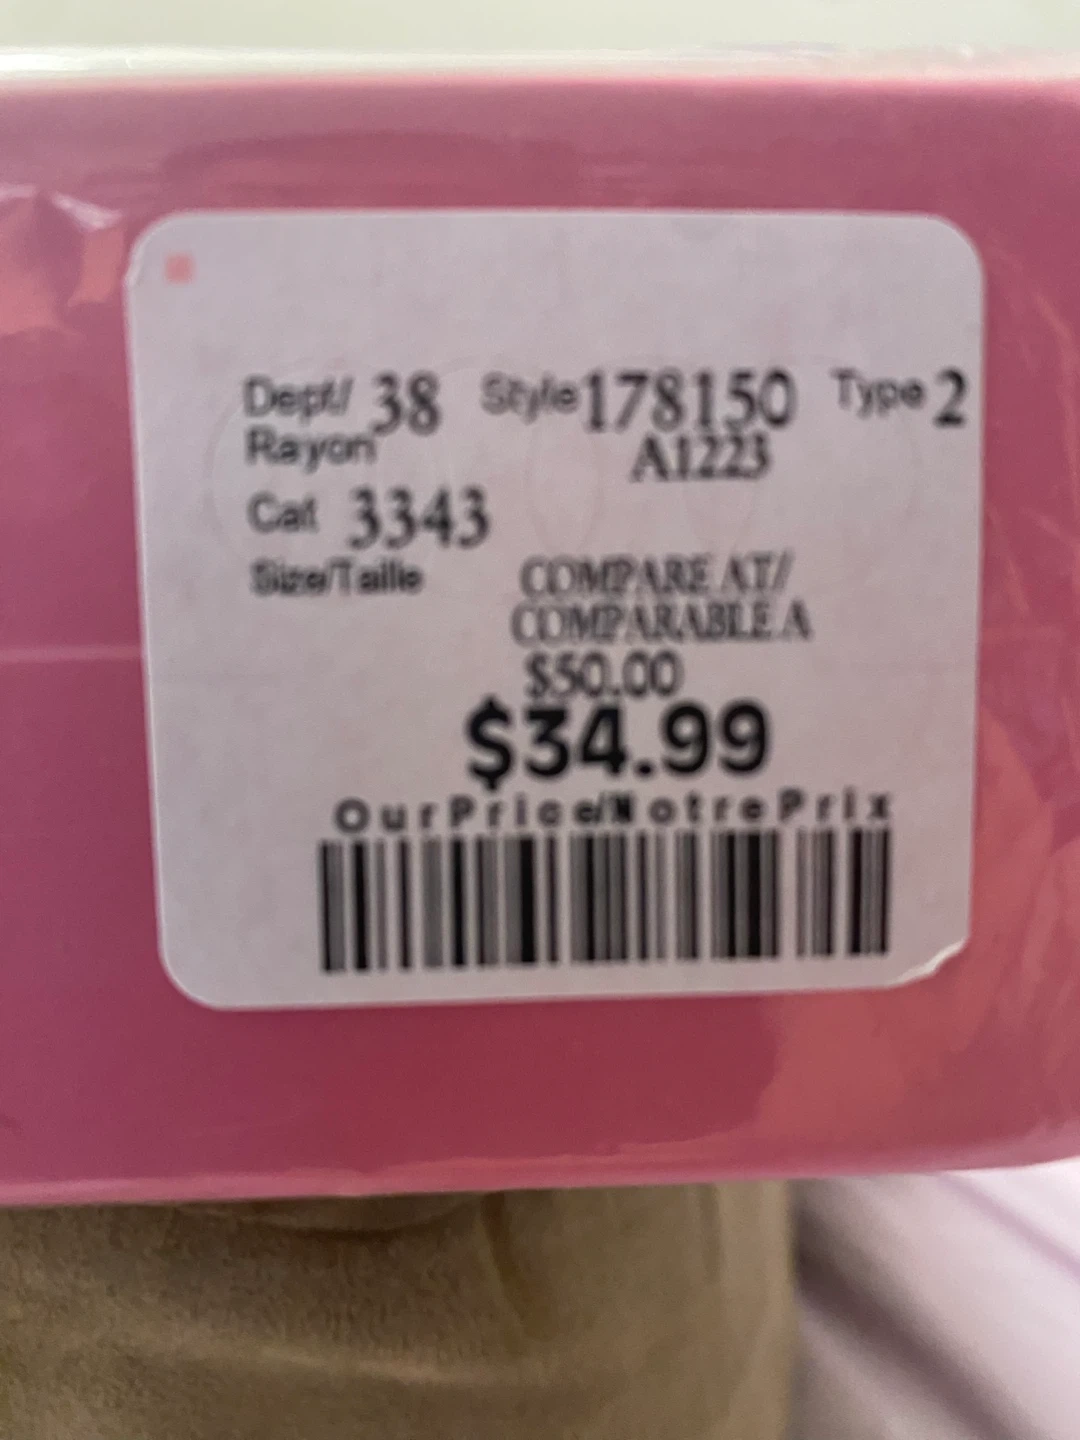 Dept/ 38 Style 178150 Type 2
Rayon A1223
Cat 3343
Size/Taille COMPARE AT/
COMPARABLE A
$50.00
$34.99
OurPrice/NotrePrix